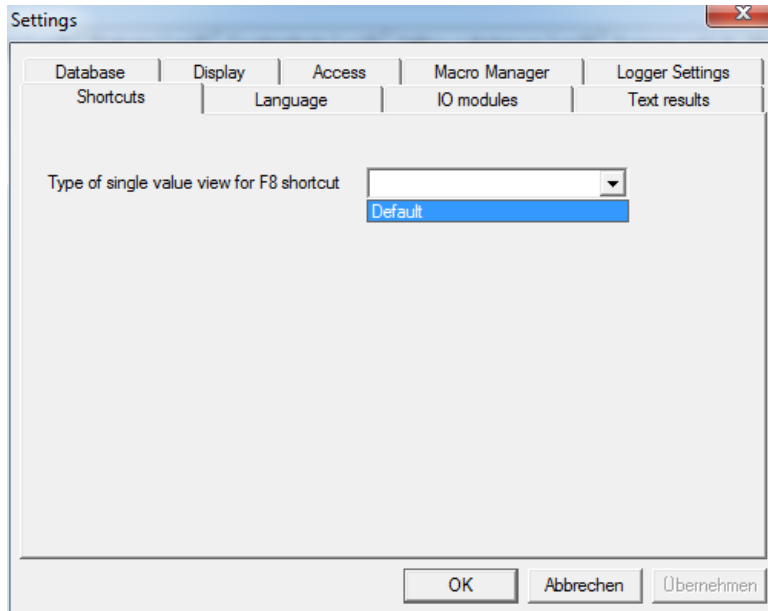 Settings
Database Display Access Macro Manager Logger Settings
Shortcuts Language IO modules Text results
Type of single value view for F8 shortcut
Default
OK Abbrechen Übernehmen